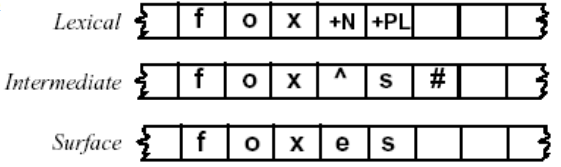 Lexical f o x +N +PL
Intermediate f o x ^ s #
Surface f o x e s